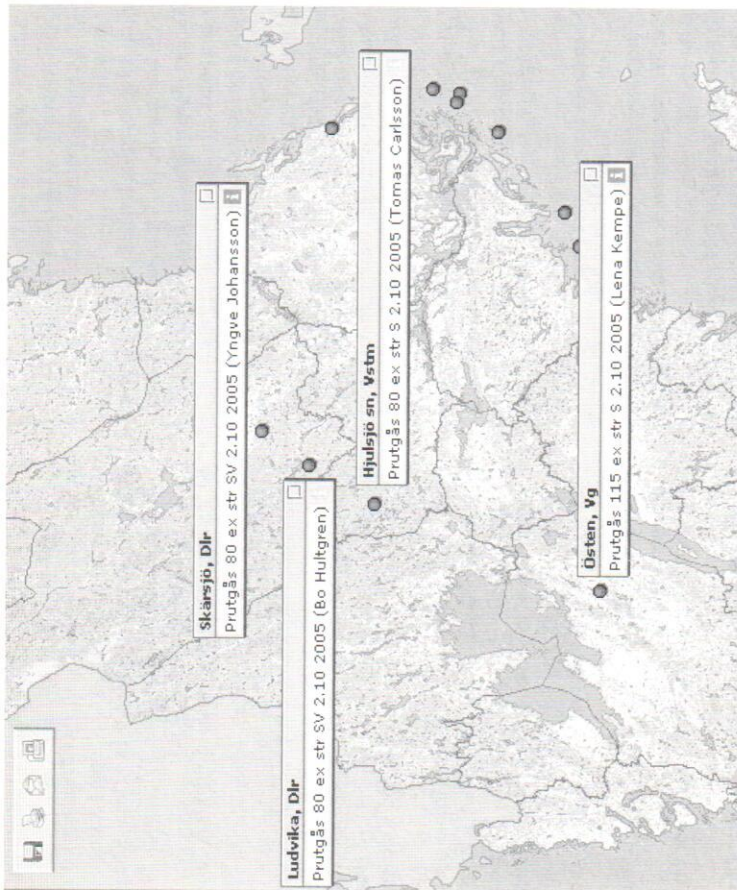 Skärsjö, Dlr
Prutgås 80 ex str SV 2.10 2005 (Yngve Johansson)
Ludvika, Dlr
Prutgås 80 ex str SV 2.10 2005 (Bo Hultgren)
Hjulsjö sn, Vstm
Prutgås 80 ex str S 2.10 2005 (Tomas Carlsson)
Östen, Vg
Prutgås 115 ex str S 2.10 2005 (Lena Kempe)